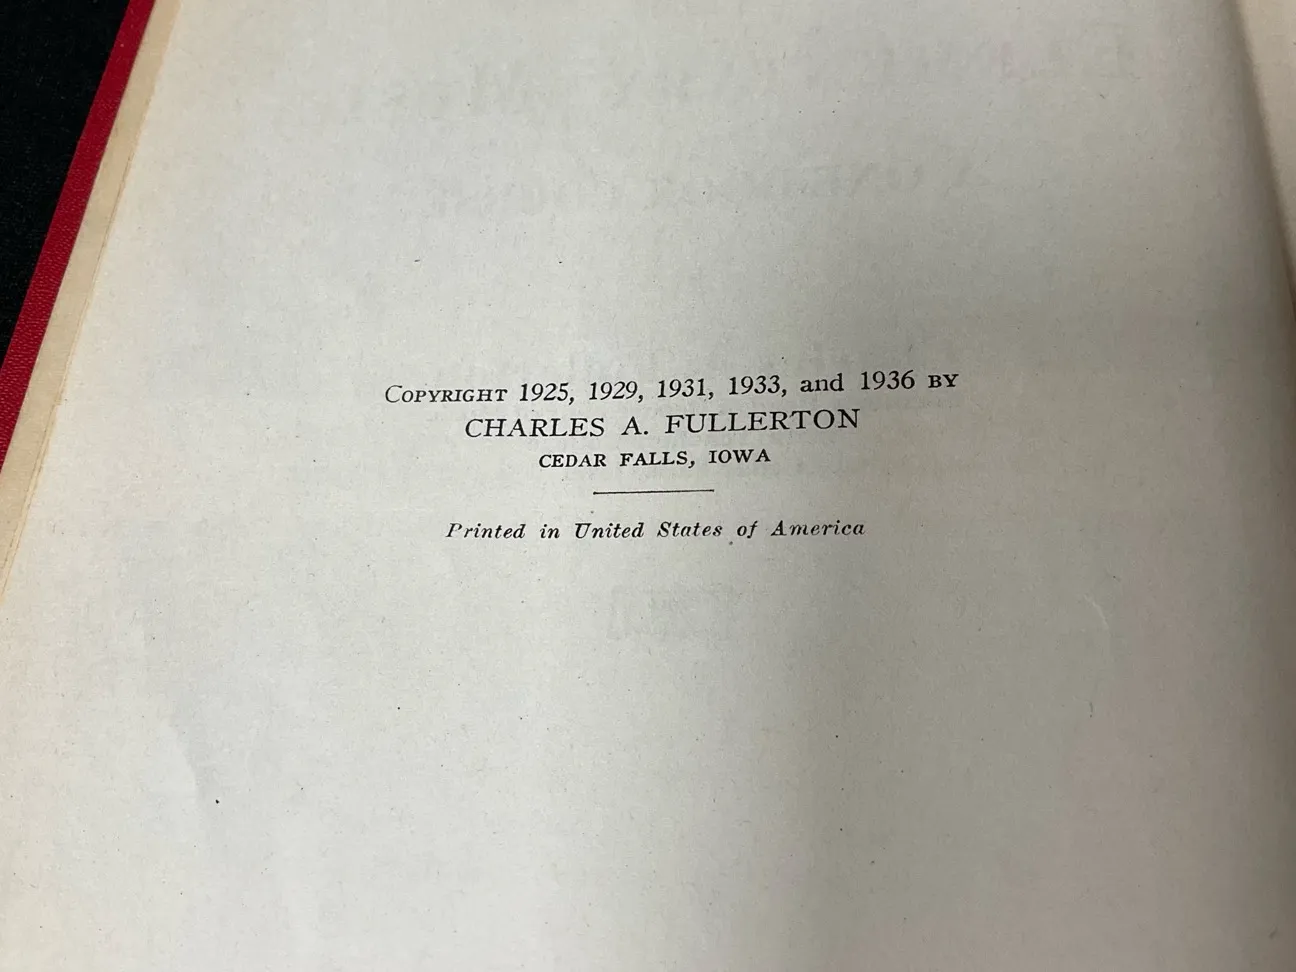 COPYRIGHT 1925, 1929, 1931, 1933, and 1936 BY
CHARLES A. FULLERTON
CEDAR FALLS, IOWA
Printed in United States of America